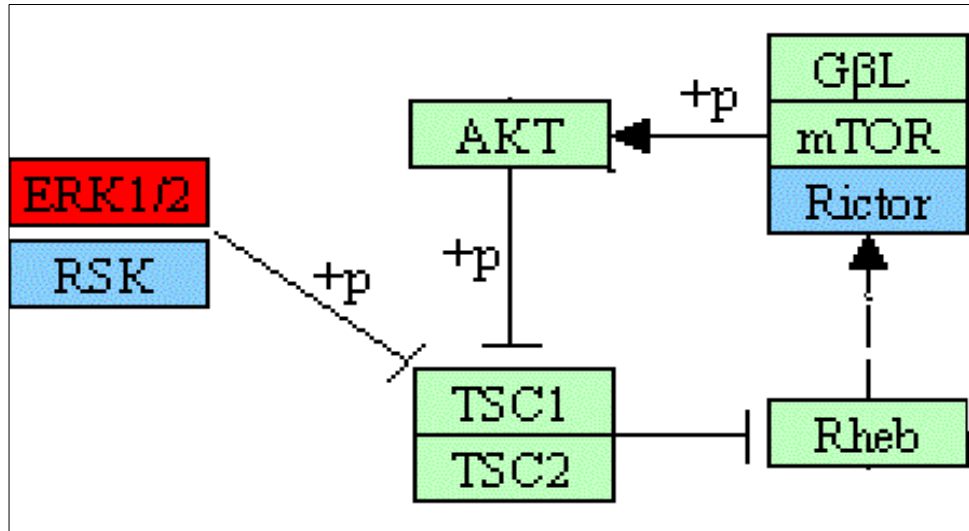 GβL
+p
AKT
mTOR
ERK1/2
Rictor
RSK
+p
+p
TSC1
TSC2
Rheb